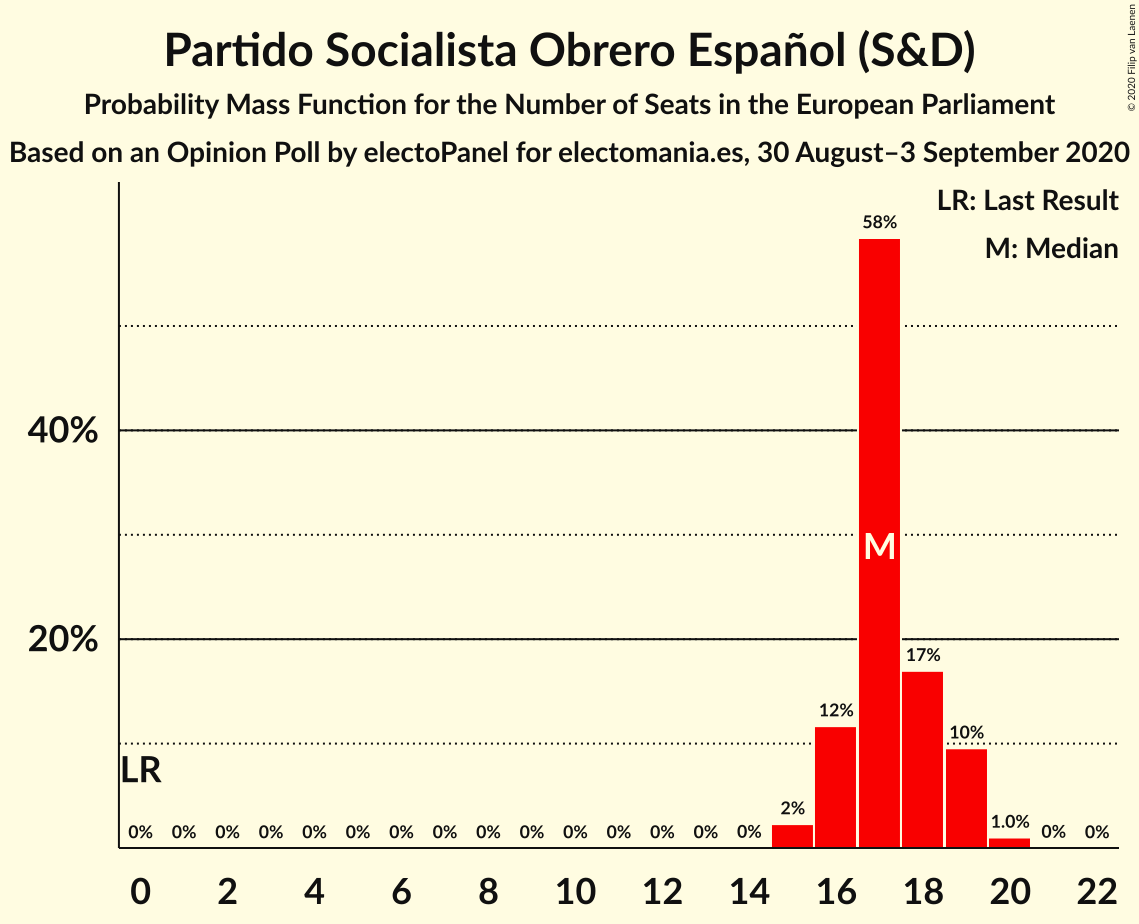 Partido Socialista Obrero Español (S&D)
Probability Mass Function for the Number of Seats in the European Parliament
Based on an Opinion Poll by electoPanel for electomania.es, 30 August–3 September 2020
© 2020 Filip van Laenen
LR: Last Result
M: Median
58%
40%
M
20%
17%
12%
10%
LR
2%
1.0%
0% 0% 0% 0% 0% 0% 0% 0% 0% 0% 0% 0% 0% 0% 0% 0% 0%
0 2 4 6 8 10 12 14 16 18 20 22